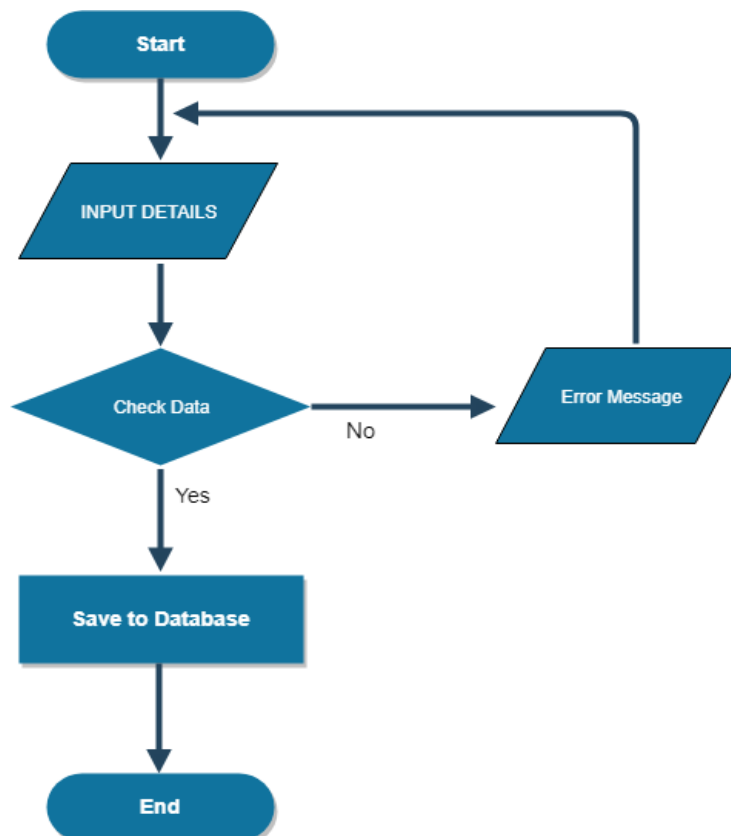 Start
INPUT DETAILS
Check Data
No
Error Message
Yes
Save to Database
End